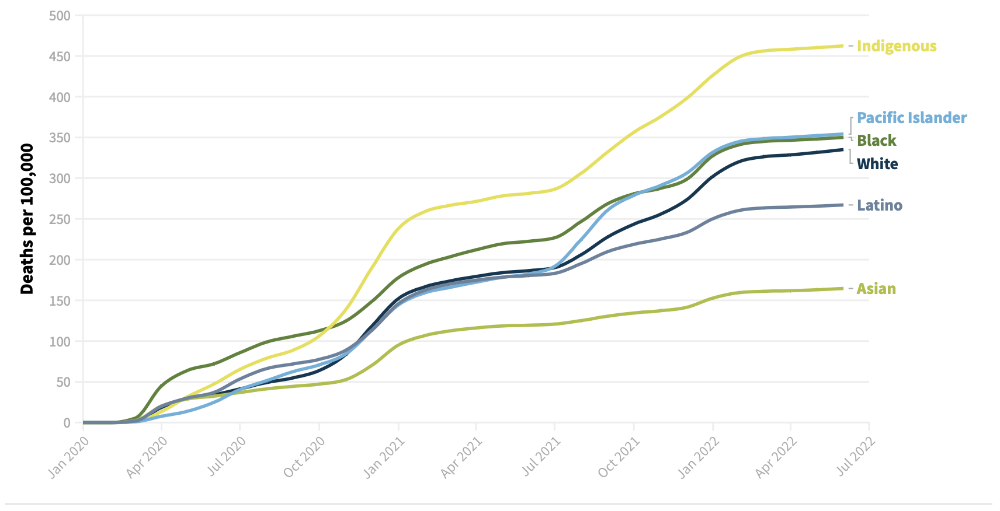 Deaths per 100,000
500
450
400
350
300
250
200
150
100
50
0
Jan 2020
Apr 2020
Jul 2020
Oct 2020
Jan 2021
Apr 2021
Jul 2021
Oct 2021
Jan 2022
Apr 2022
Jul 2022
Indigenous
Pacific Islander
Black
White
Latino
Asian